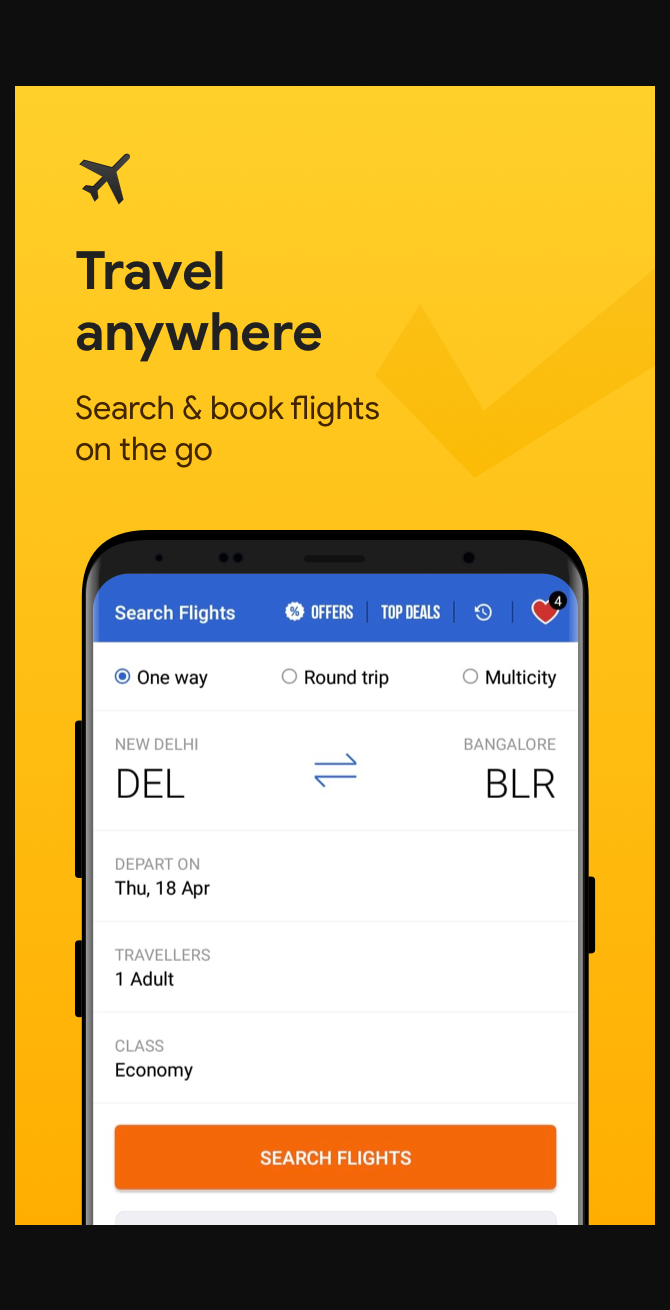 Travel
anywhere
Search & book flights
on the go
Search Flights % OFFERS TOP DEALS 4
One way Round trip Multicity
NEW DELHI BANGALORE
DEL BLR
DEPART ON
Thu, 18 Apr
TRAVELLERS
1 Adult
CLASS
Economy
SEARCH FLIGHTS